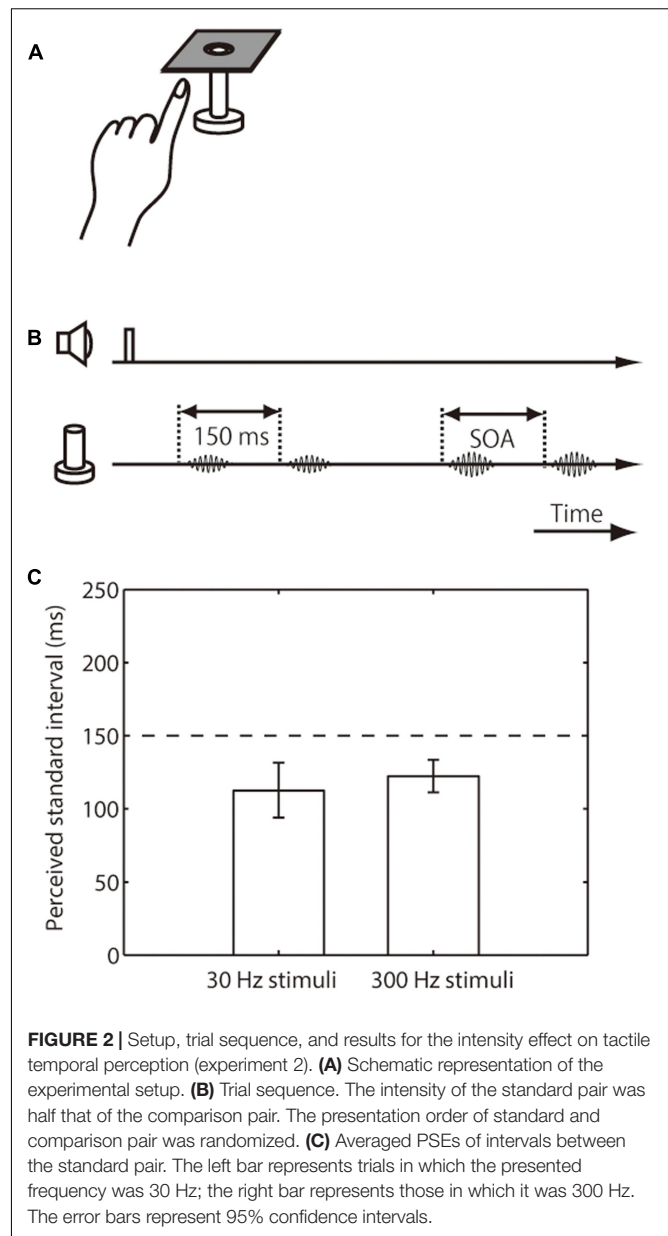 A
B
150 ms
SOA
Time
C
Perceived standard interval (ms)
250
200
150
100
50
0
30 Hz stimuli
300 Hz stimuli
FIGURE 2 | Setup, trial sequence, and results for the intensity effect on tactile
temporal perception (experiment 2). (A) Schematic representation of the
experimental setup. (B) Trial sequence. The intensity of the standard pair was
half that of the comparison pair. The presentation order of standard and
comparison pair was randomized. (C) Averaged PSEs of intervals between
the standard pair. The left bar represents trials in which the presented
frequency was 30 Hz; the right bar represents those in which it was 300 Hz.
The error bars represent 95% confidence intervals.